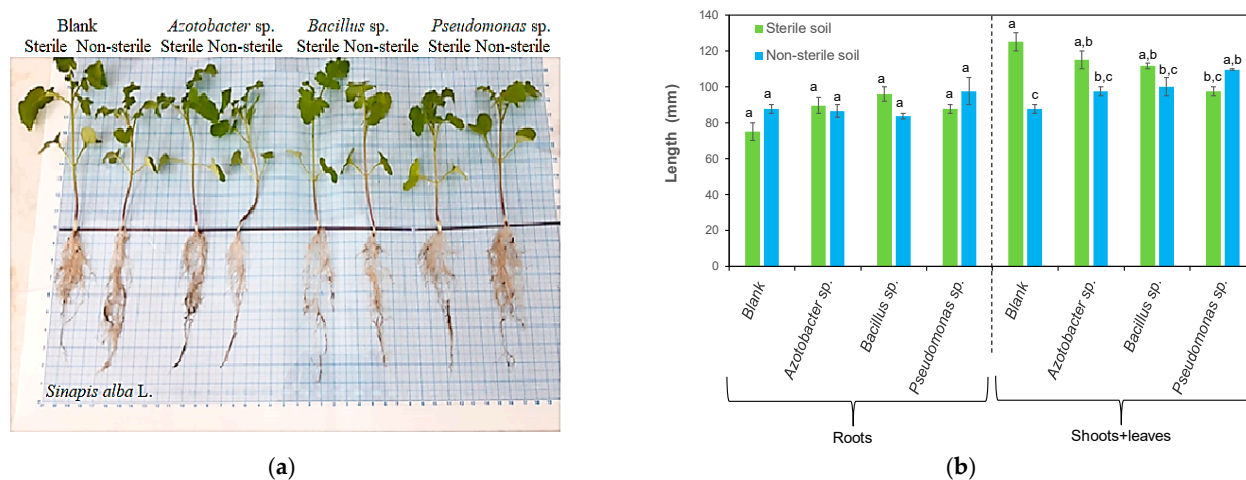 Blank Azotobacter sp. Bacillus sp. Pseudomonas sp.
Sterile Non-sterile Sterile Non-sterile Sterile Non-sterile Sterile Non-sterile
Sinapis alba L.
(a)
140
120
100
80
60
40
20
0
Length (mm)
Sterile soil
Non-sterile soil
a a a a a a a a a c a,b b,c a,b b,c b,c a,b
Blank Azotobacter sp. Bacillus sp. Pseudomonas sp. Blank Azotobacter sp. Bacillus sp. Pseudomonas sp.
Roots Shoots+leaves
(b)